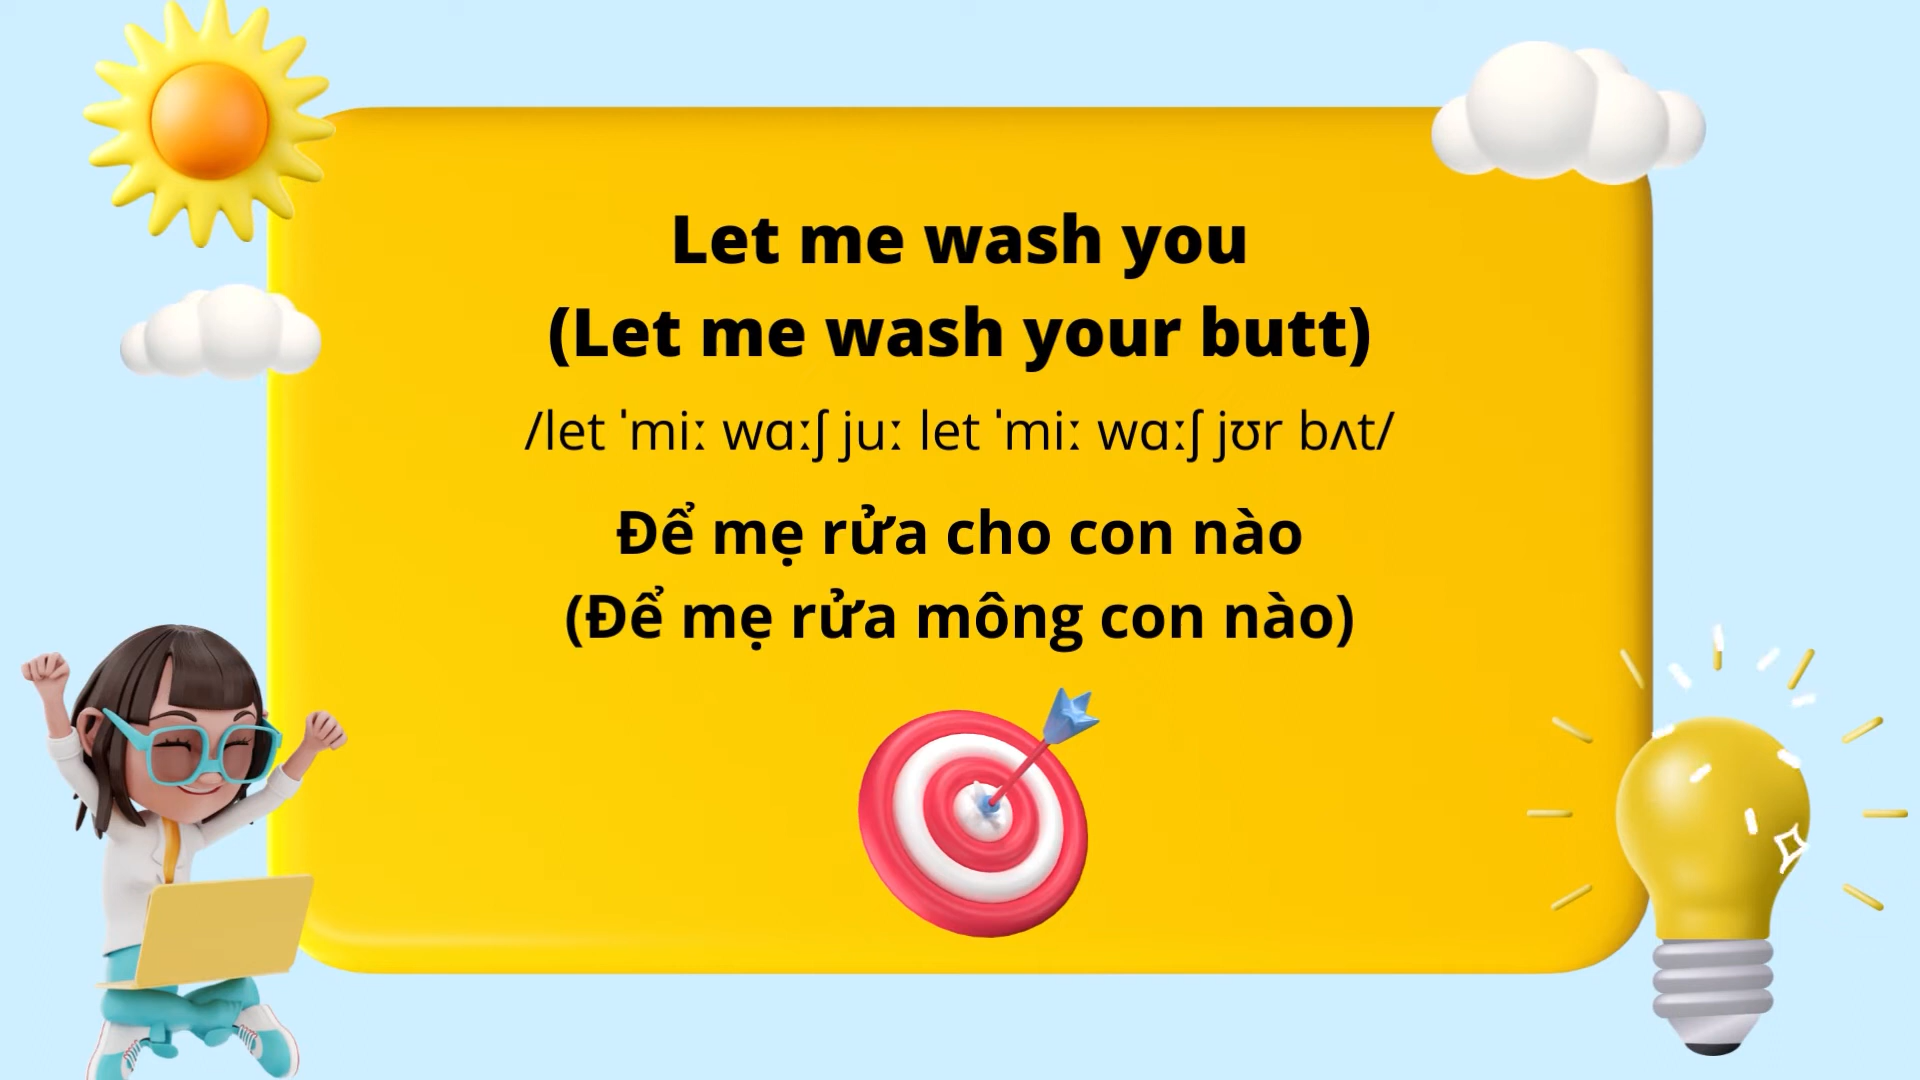 Let me wash you
(Let me wash your butt)
/let ˈmiː wɑːʃ juː let ˈmiː wɑːʃ jʊr bʌt/
Để mẹ rửa cho con nào
(Để mẹ rửa mông con nào)